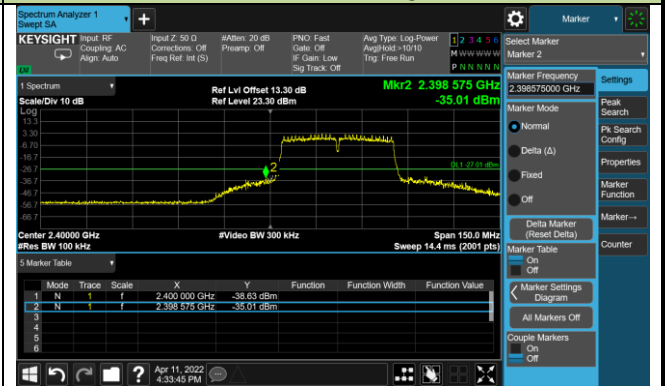 Spectrum Analyzer 1
Swept SA
+
Marker
KEYSIGHT
Input: RF
Coupling: AC
Align: Auto
Input Z: 50 Ω
Corrections: Off
Freq Ref: Int (S)
#Atten: 20 dB
Preamp: Off
PNO: Fast
Gate: Off
IF Gain: Low
Sig Track: Off
Avg Type: Log-Power
Avg|Hold:>10/10
Trig: Free Run
1 2 3 4 5 6
M W W W W W
P N N N N N
Select Marker
Marker 2
1 Spectrum
Scale/Div 10 dB
Ref Lvl Offset 13.30 dB
Ref Level 23.30 dBm
Mkr2 2.398 575 GHz
-35.01 dBm
Log
13.3
3.30
-6.70
-16.7
-26.7
-36.7
-46.7
-56.7
-66.7
2
DL1 -27.01 dBm
Center 2.40000 GHz
#Res BW 100 kHz
#Video BW 300 kHz
Span 150.0 MHz
Sweep 14.4 ms (2001 pts)
5 Marker Table
Mode Trace Scale X Y Function Function Width Function Value
1 N 1 f 2.400 000 GHz -38.63 dBm
2 N 1 f 2.398 575 GHz -35.01 dBm
3
4
5
6
Marker Frequency
2.398575000 GHz
Marker Mode
Normal
Delta (Δ)
Fixed
Off
Delta Marker
(Reset Delta)
Marker Table
On
Off
Marker Settings
Diagram
All Markers Off
Couple Markers
On
Off
Settings
Peak
Search
Pk Search
Config
Properties
Marker
Function
Marker→
Counter
?
Apr 11, 2022
4:33:45 PM